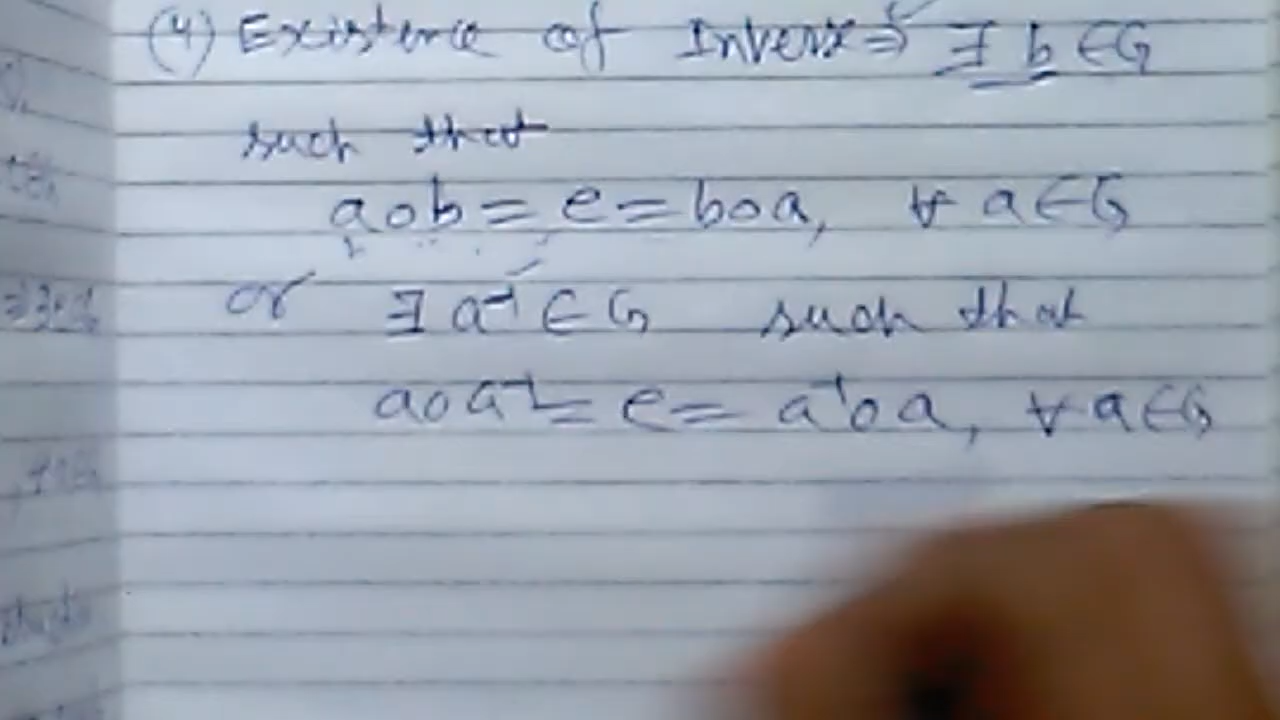 (4) Existence of Inverse ⇒ ∃ b ∈ G
such that
a o b = e = b o a, ∀ a ∈ G
or ∃ a⁻¹ ∈ G such that
a o a⁻¹ = e = a⁻¹ o a, ∀ a ∈ G